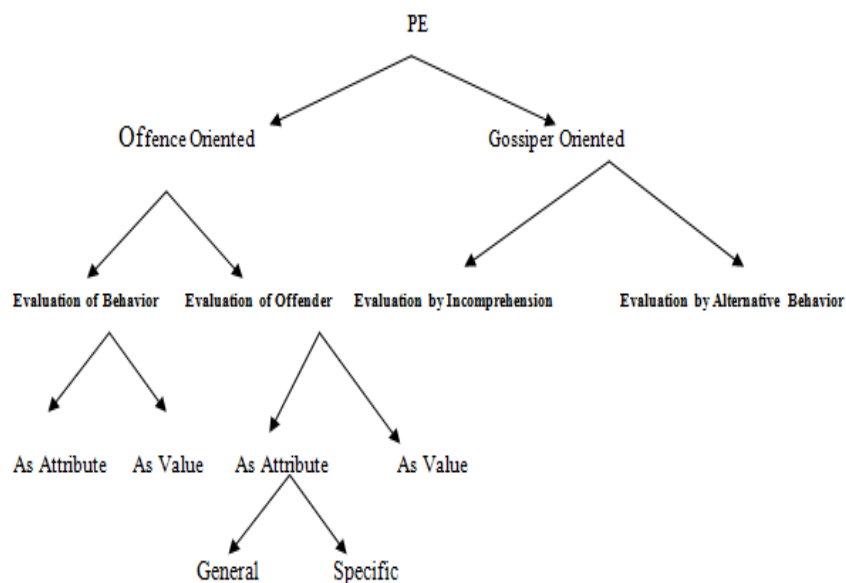 PE
Offence Oriented
Gossiper Oriented
Evaluation of Behavior
Evaluation of Offender
Evaluation by Incomprehension
Evaluation by Alternative Behavior
As Attribute
As Value
As Attribute
As Value
General
Specific